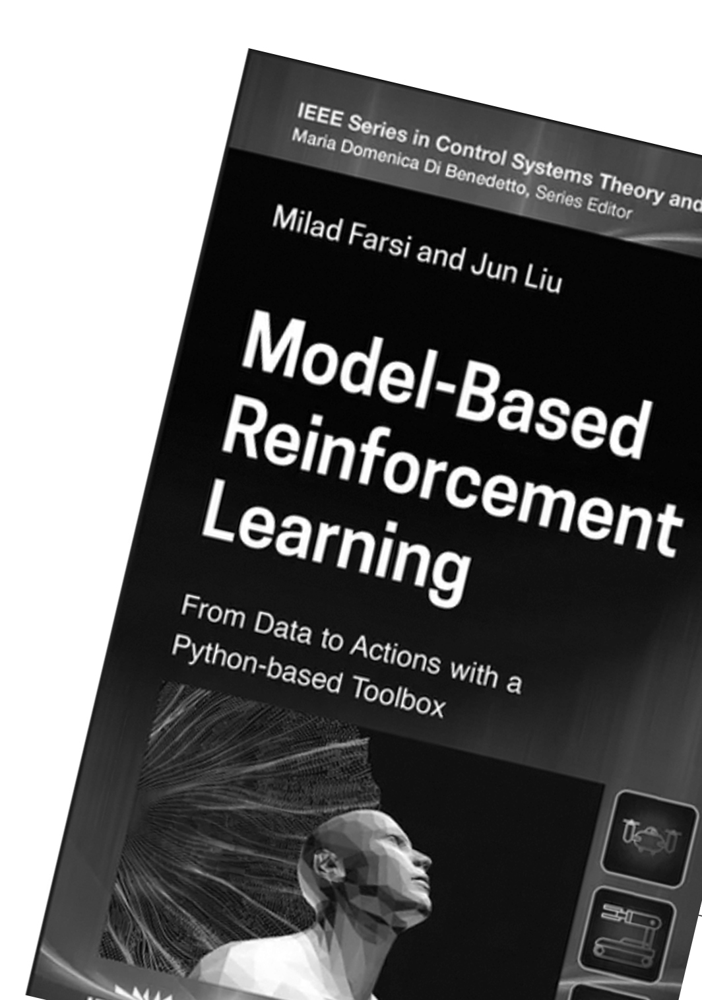 IEEE Series in Control Systems Theory and
Maria Domenica Di Benedetto, Series Editor
Milad Farsi and Jun Liu
Model-Based
Reinforcement
Learning
From Data to Actions with a
Python-based Toolbox